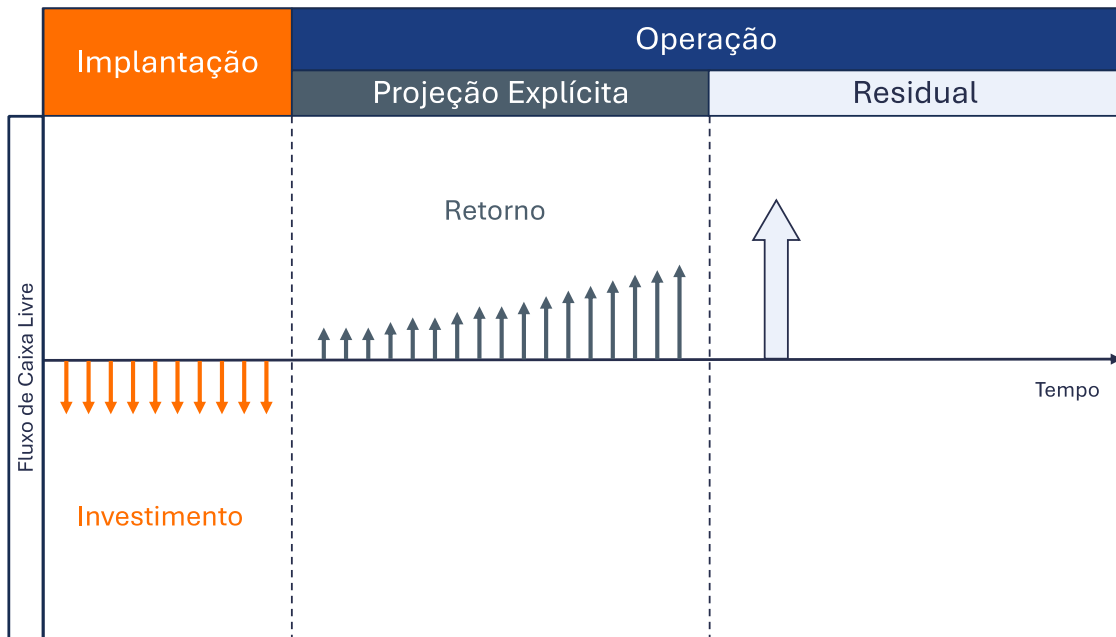 Implantação
Operação
Projeção Explícita
Residual
Fluxo de Caixa Livre
Retorno
Tempo
Investimento